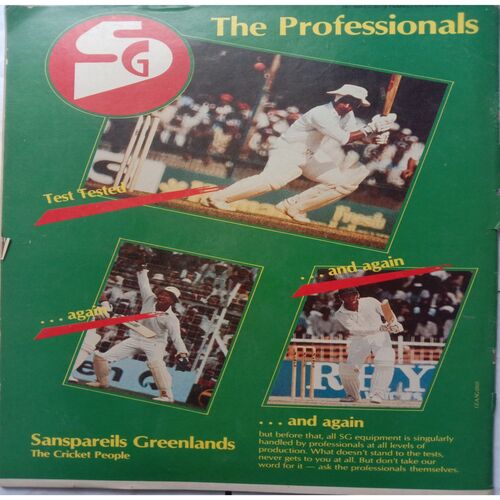 SG
The Professionals
Test Tested
. . . again
. . . and again
. . . and again
but before that, all SG equipment is singularly
handled by professionals at all levels of
production. What doesn't stand to the tests,
never gets to you at all. But don't take our
word for it — ask the professionals themselves.
Sanspareils Greenlands
The Cricket People